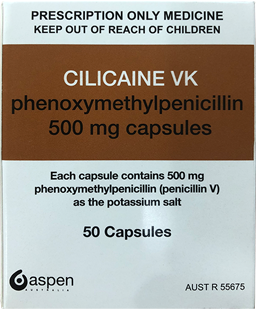 PRESCRIPTION ONLY MEDICINE
KEEP OUT OF REACH OF CHILDREN
CILICAINE VK
phenoxymethylpenicillin
500 mg capsules
Each capsule contains 500 mg
phenoxymethylpenicillin (penicillin V)
as the potassium salt
50 Capsules
aspen
AUSTRALIA
AUST R 55675